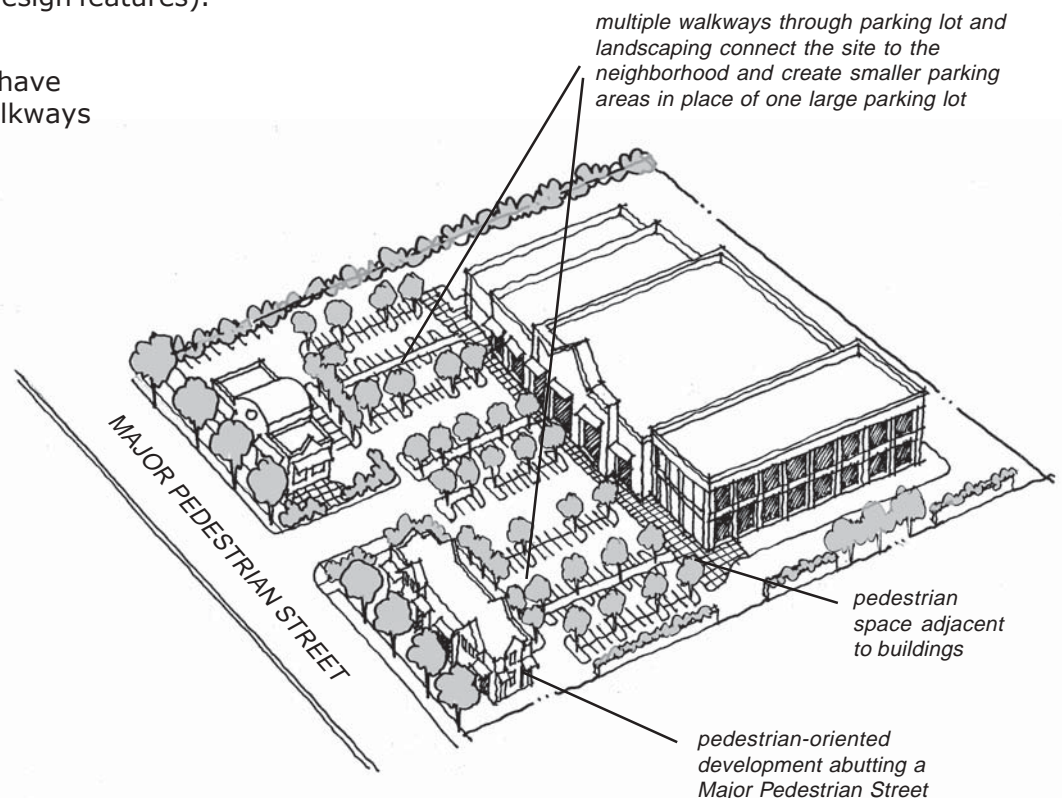 esign features).
multiple walkways through parking lot and
landscaping connect the site to the
neighborhood and create smaller parking
areas in place of one large parking lot
have
lkways
MAJOR PEDESTRIAN STREET
pedestrian
space adjacent
to buildings
pedestrian-oriented
development abutting a
Major Pedestrian Street